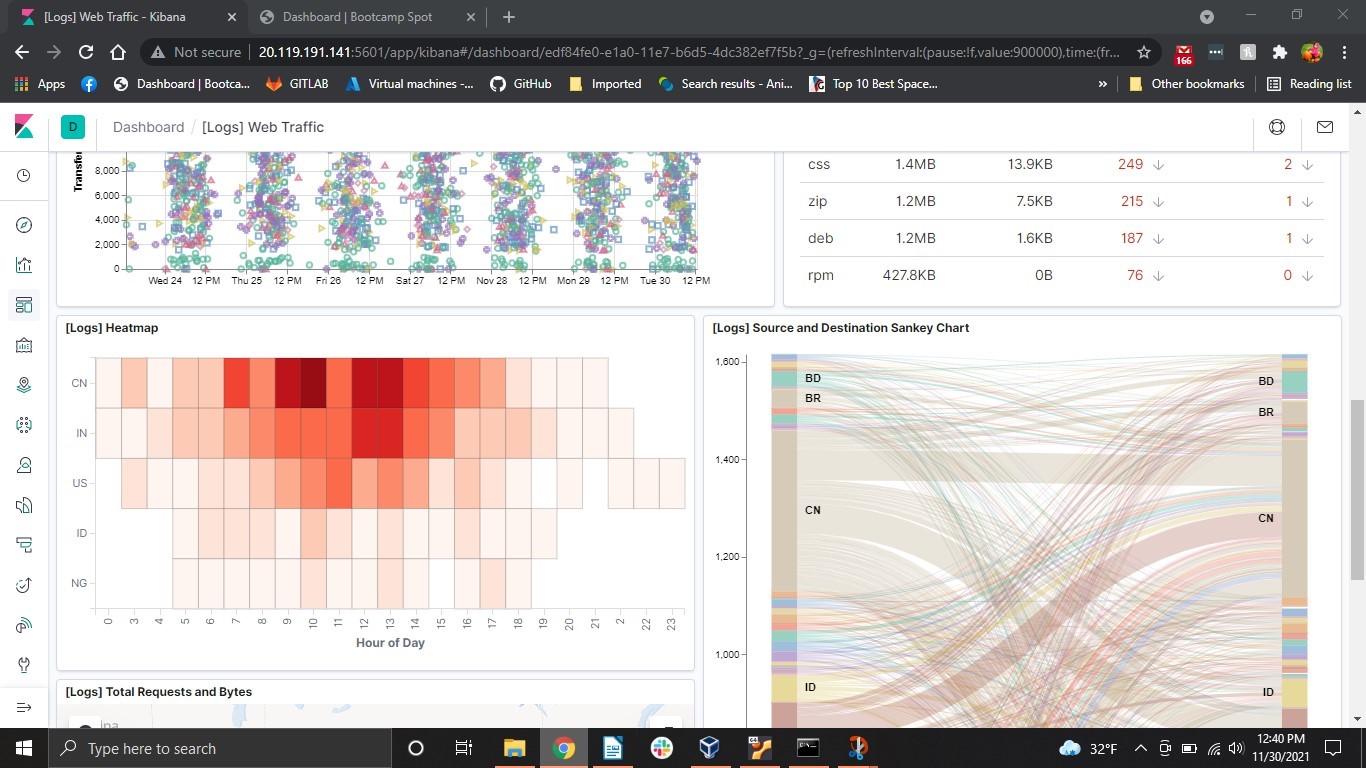 [Logs] Web Traffic - Kibana
Dashboard | Bootcamp Spot
Not secure
20.119.191.141:5601/app/kibana#/dashboard/edf84fe0-e1a0-11e7-b6d5-4dc382ef7f5b?_g=(refreshInterval:(pause:!f,value:900000),time:(fr...
166
Apps
Dashboard | Bootca...
GITLAB
Virtual machines -...
GitHub
Imported
Search results - Ani...
Top 10 Best Space...
»
Other bookmarks
Reading list
D
Dashboard / [Logs] Web Traffic
Transfe
8,000
6,000
4,000
2,000
0
Wed 24 12 PM Thu 25 12 PM Fri 26 12 PM Sat 27 12 PM Nov 28 12 PM Mon 29 12 PM Tue 30 12 PM
css 1.4MB 13.9KB 249 ↓ 2 ↓
zip 1.2MB 7.5KB 215 ↓ 1 ↓
deb 1.2MB 1.6KB 187 ↓ 1 ↓
rpm 427.8KB 0B 76 ↓ 0 ↓
[Logs] Heatmap
CN
IN
US
ID
NG
0 3 4 5 6 7 8 9 10 11 12 13 14 15 16 17 18 19 20 21 2 22 23
Hour of Day
[Logs] Source and Destination Sankey Chart
1,600
1,400
1,200
1,000
BD
BR
CN
ID
BD
BR
CN
ID
[Logs] Total Requests and Bytes
Type here to search
64
32°F
12:40 PM
11/30/2021